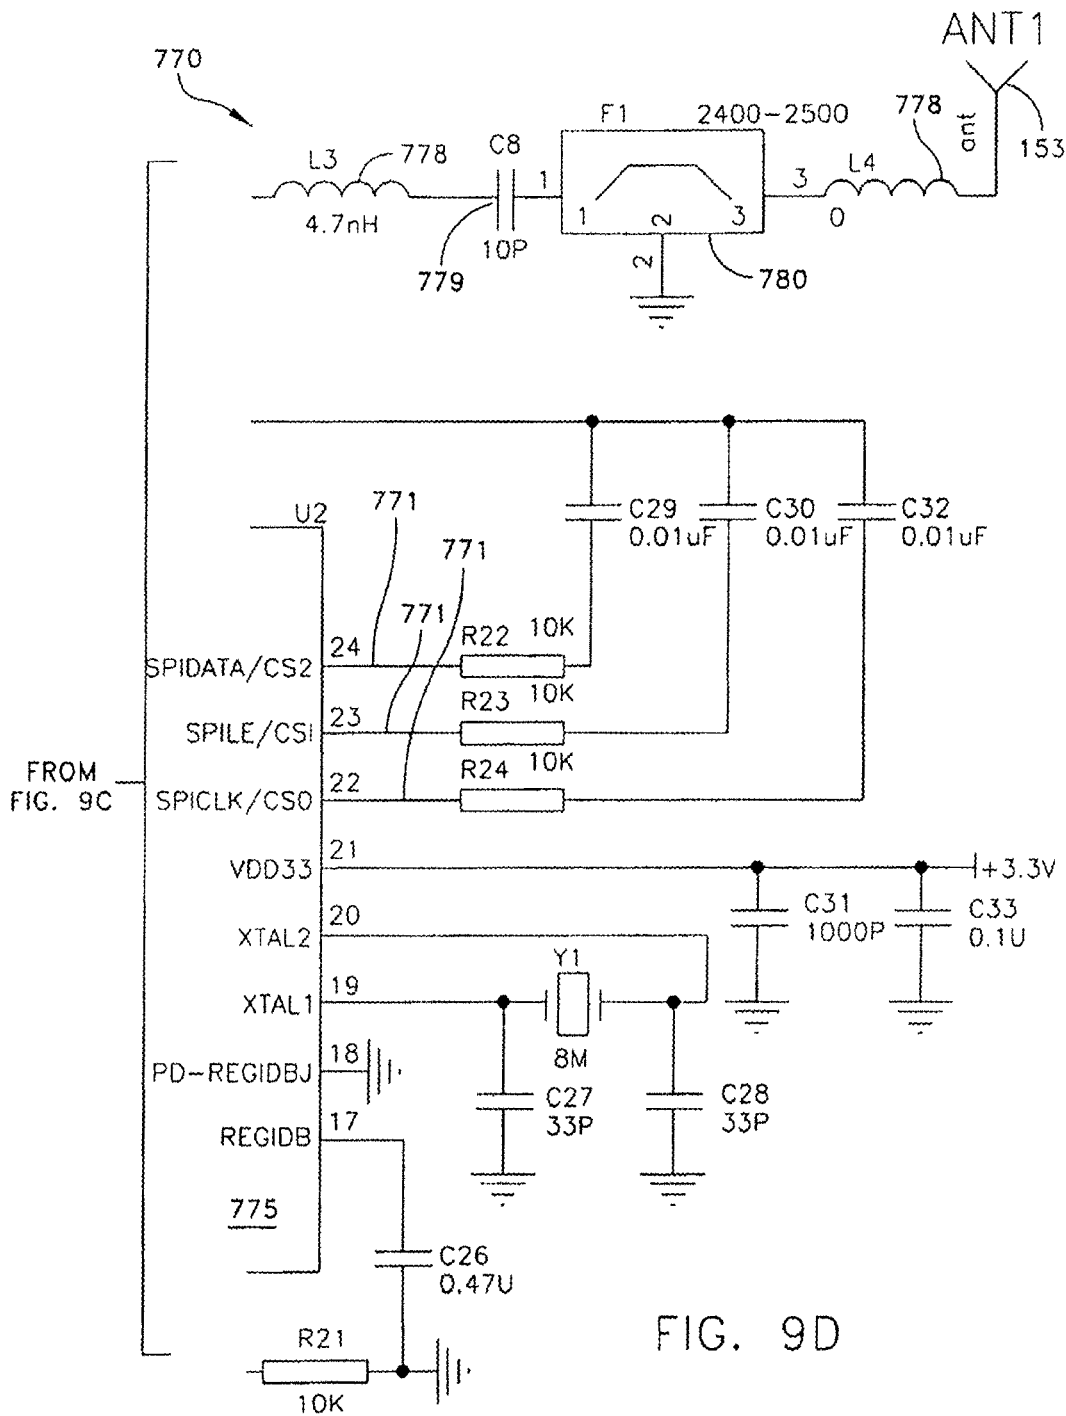 ANT1
770
F1
2400-2500
778
ant
153
L3
778
C8
1
3
L4
4.7nH
10P
1
2
3
0
779
2
780
U2
771
C29
0.01uF
C30
0.01uF
C32
0.01uF
771
771
24
R22
10K
SPIDATA/CS2
10K
23
R23
SPILE/CS1
10K
FROM
FIG. 9C
22
R24
SPICLK/CS0
21
VDD33
+3.3V
20
C31
1000P
C33
0.1U
XTAL2
Y1
19
XTAL1
8M
18
PD-REGIDBJ
C27
33P
C28
33P
17
REGIDB
775
C26
0.47U
R21
10K
FIG. 9D